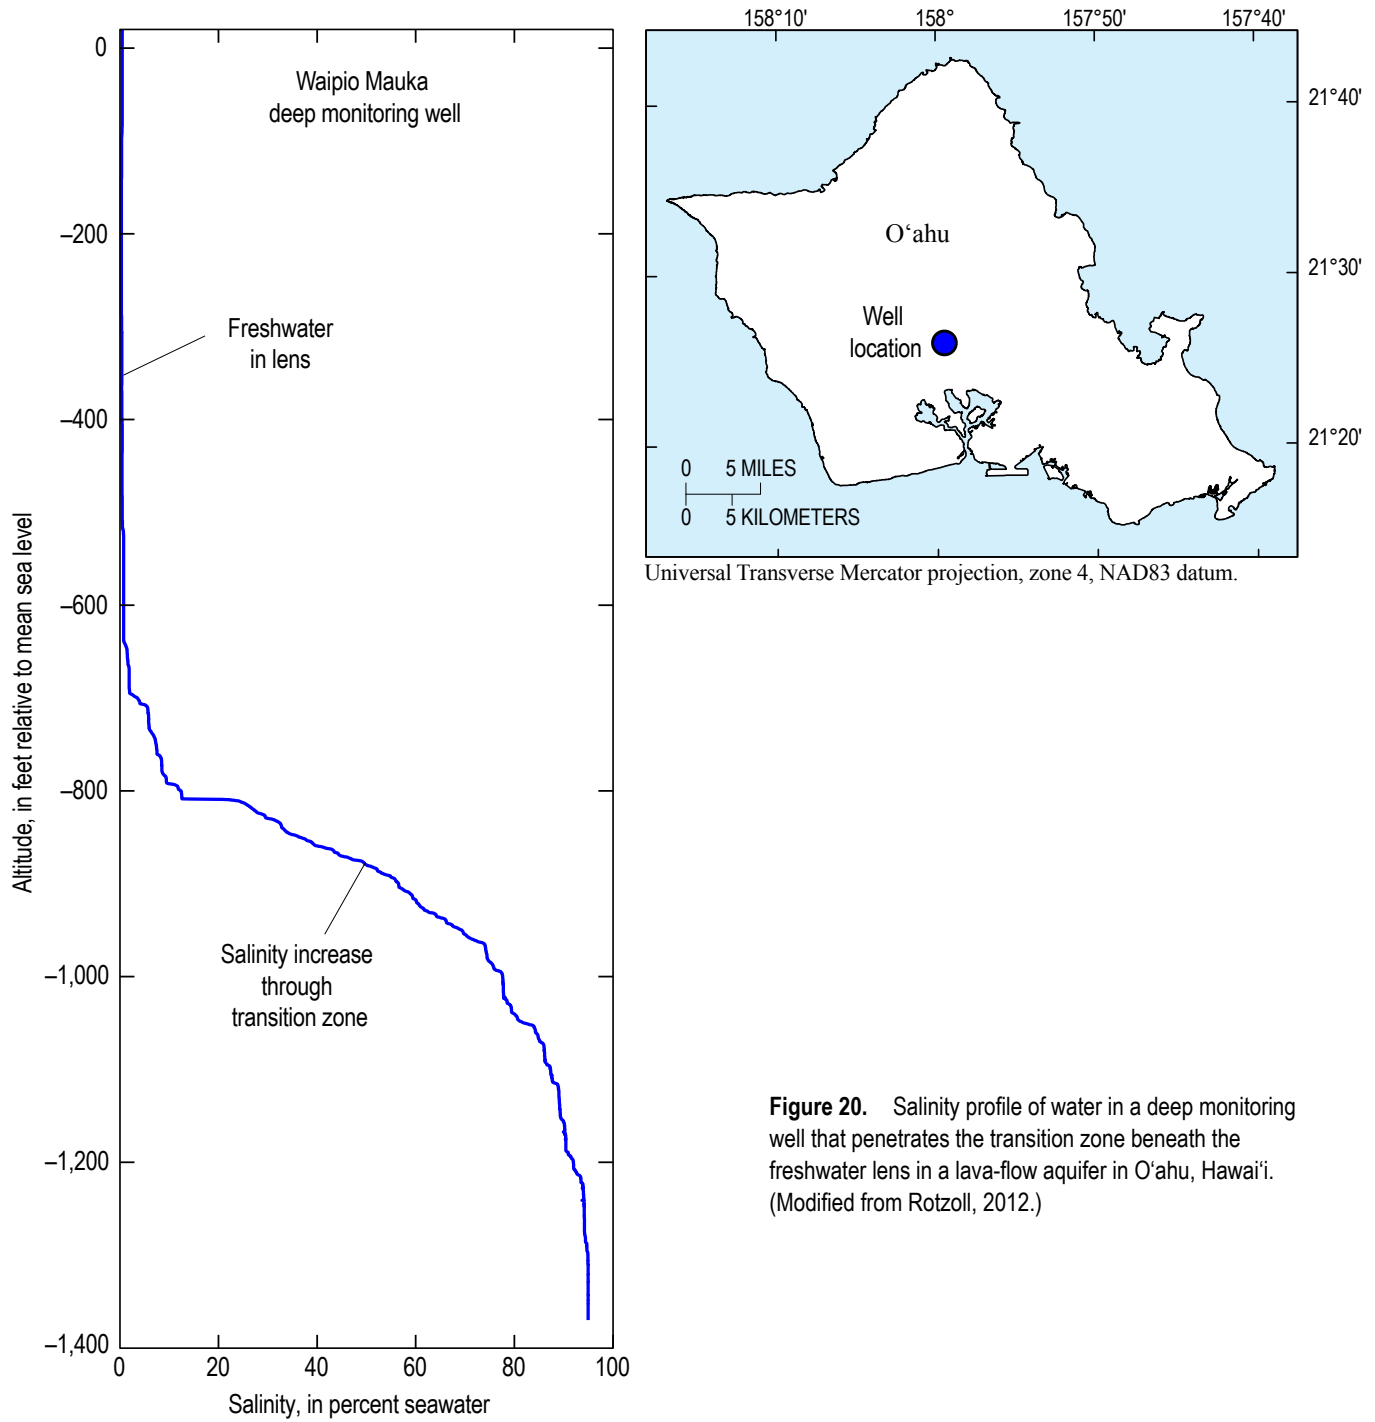 0
–200
–400
–600
–800
–1,000
–1,200
–1,400
Altitude, in feet relative to mean sea level
Waipio Mauka
deep monitoring well
Freshwater
in lens
Salinity increase
through
transition zone
0 20 40 60 80 100
Salinity, in percent seawater
158°10' 158° 157°50' 157°40'
21°40'
21°30'
21°20'
Oʻahu
Well
location
0 5 MILES
0 5 KILOMETERS
Universal Transverse Mercator projection, zone 4, NAD83 datum.
Figure 20. Salinity profile of water in a deep monitoring
well that penetrates the transition zone beneath the
freshwater lens in a lava-flow aquifer in Oʻahu, Hawaiʻi.
(Modified from Rotzoll, 2012.)